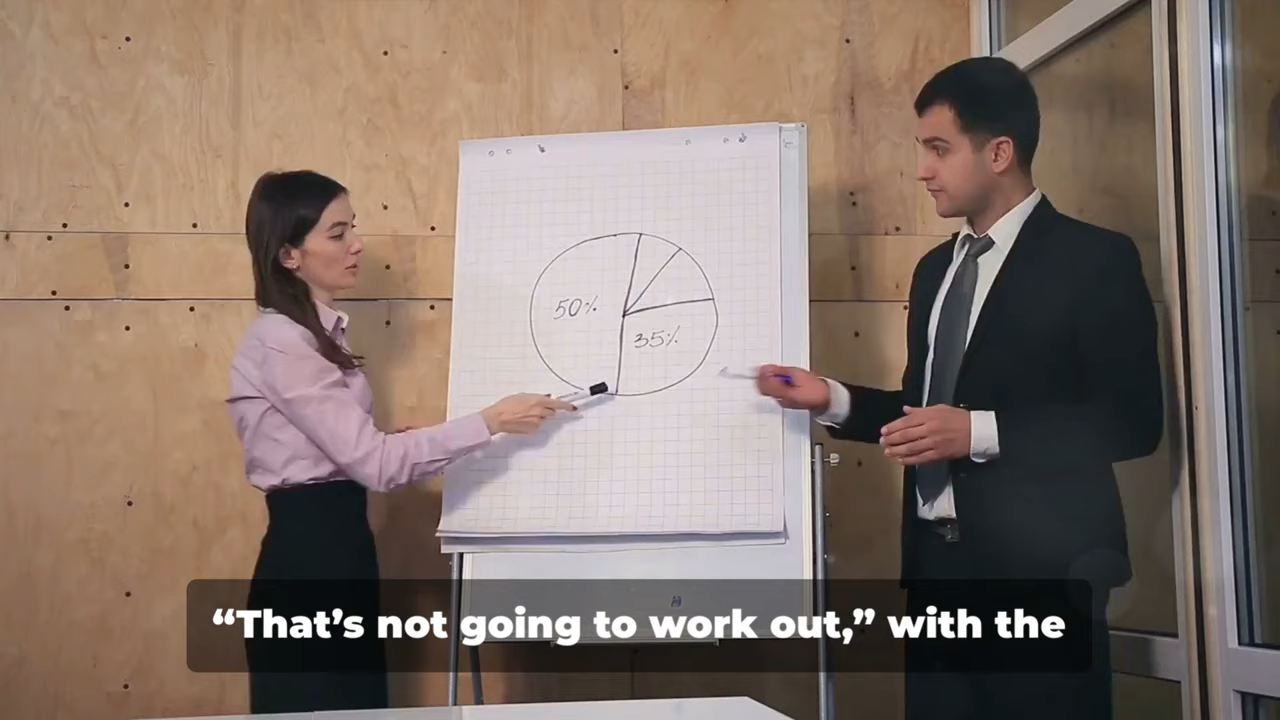 50%
35%
“That’s not going to work out,” with the